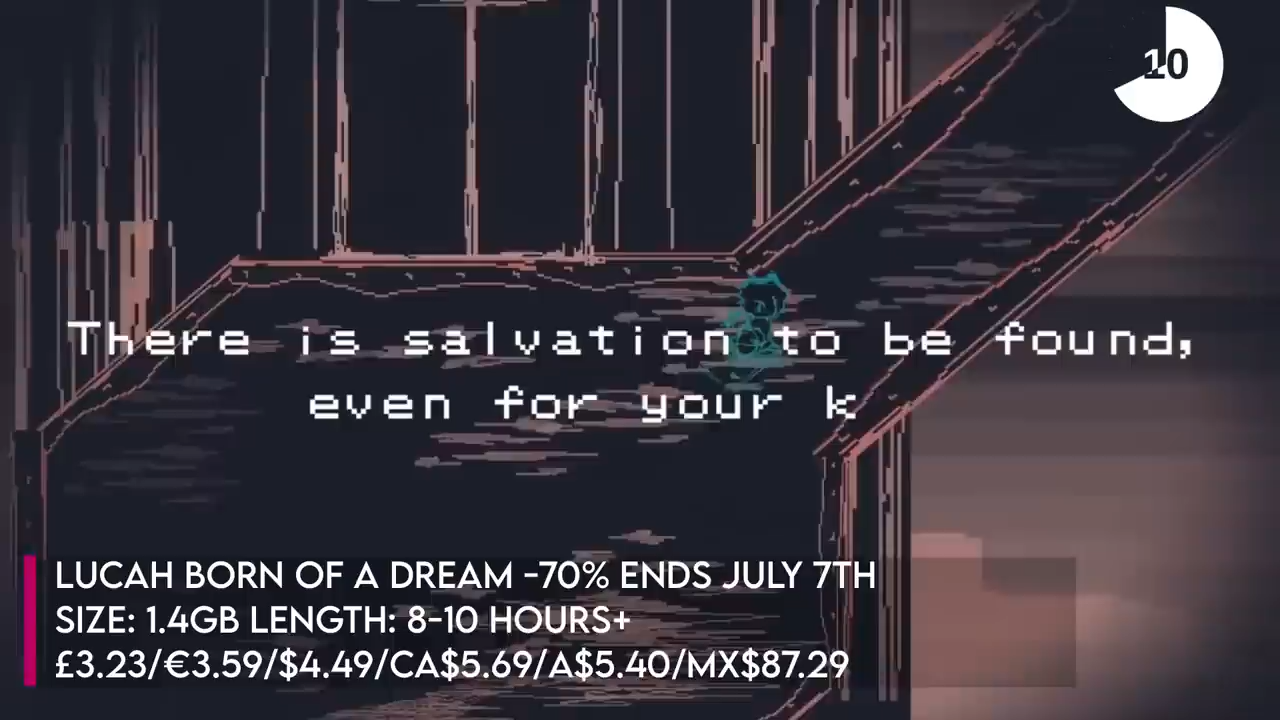 10
There is salvation to be found,
even for your k
LUCAH BORN OF A DREAM -70% ENDS JULY 7TH
SIZE: 1.4GB LENGTH: 8-10 HOURS+
£3.23/€3.59/$4.49/CA$5.69/A$5.40/MX$87.29